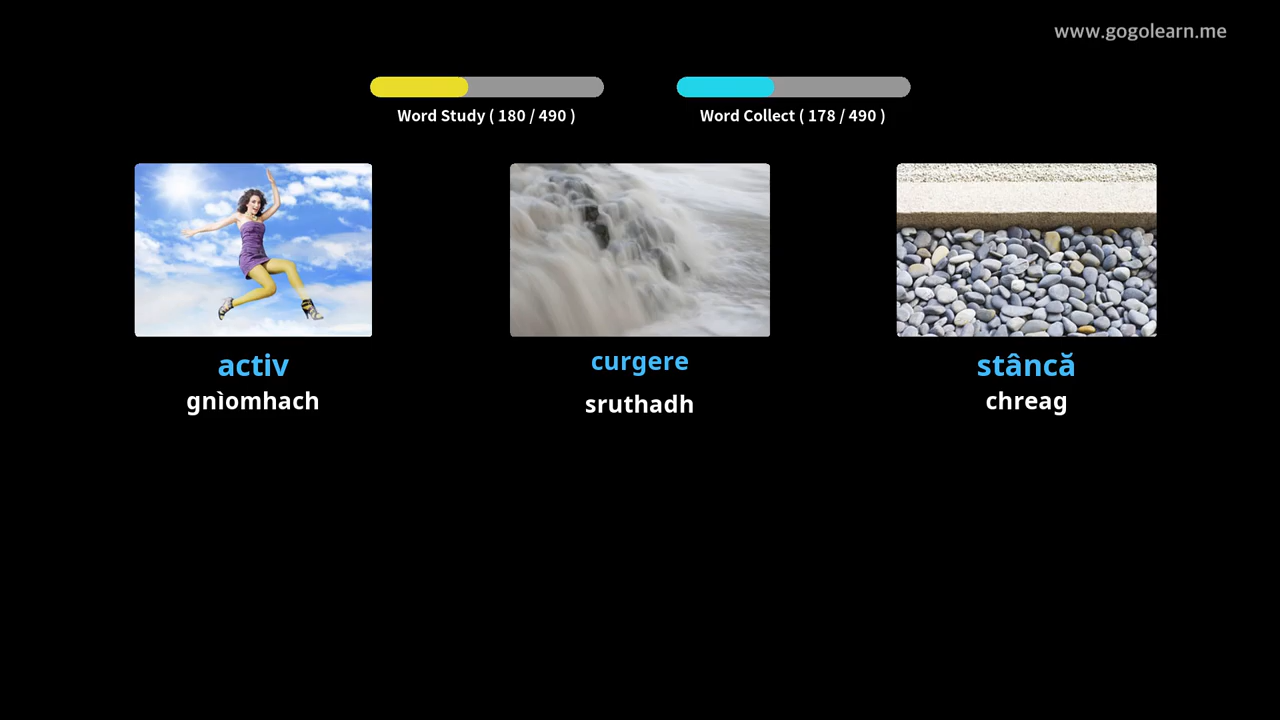 www.gogolearn.me
Word Study ( 180 / 490 )
Word Collect ( 178 / 490 )
activ
gnìomhach
curgere
sruthadh
stâncă
chreag